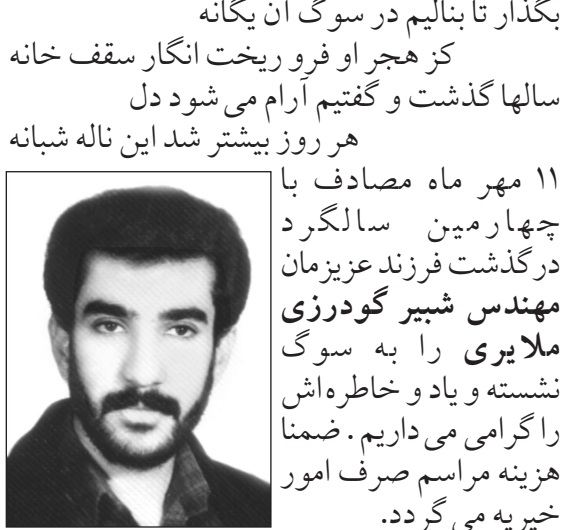 بگذار تا بنالیم در سوگ آن یگانه
کز هجر او فرو ریخت انگار سقف خانه
سالها گذشت و گفتیم آرام می شود دل
هر روز بیشتر شد این ناله شبانه
۱۱ مهر ماه مصادف با
چهارمین سالگرد
درگذشت فرزند عزیزمان
مهندس شبیر گودرزی
ملایری را به سوگ
نشسته و یاد و خاطره‌اش
را گرامی می‌داریم. ضمنا
هزینه مراسم صرف امور
خیریه می‌گردد.